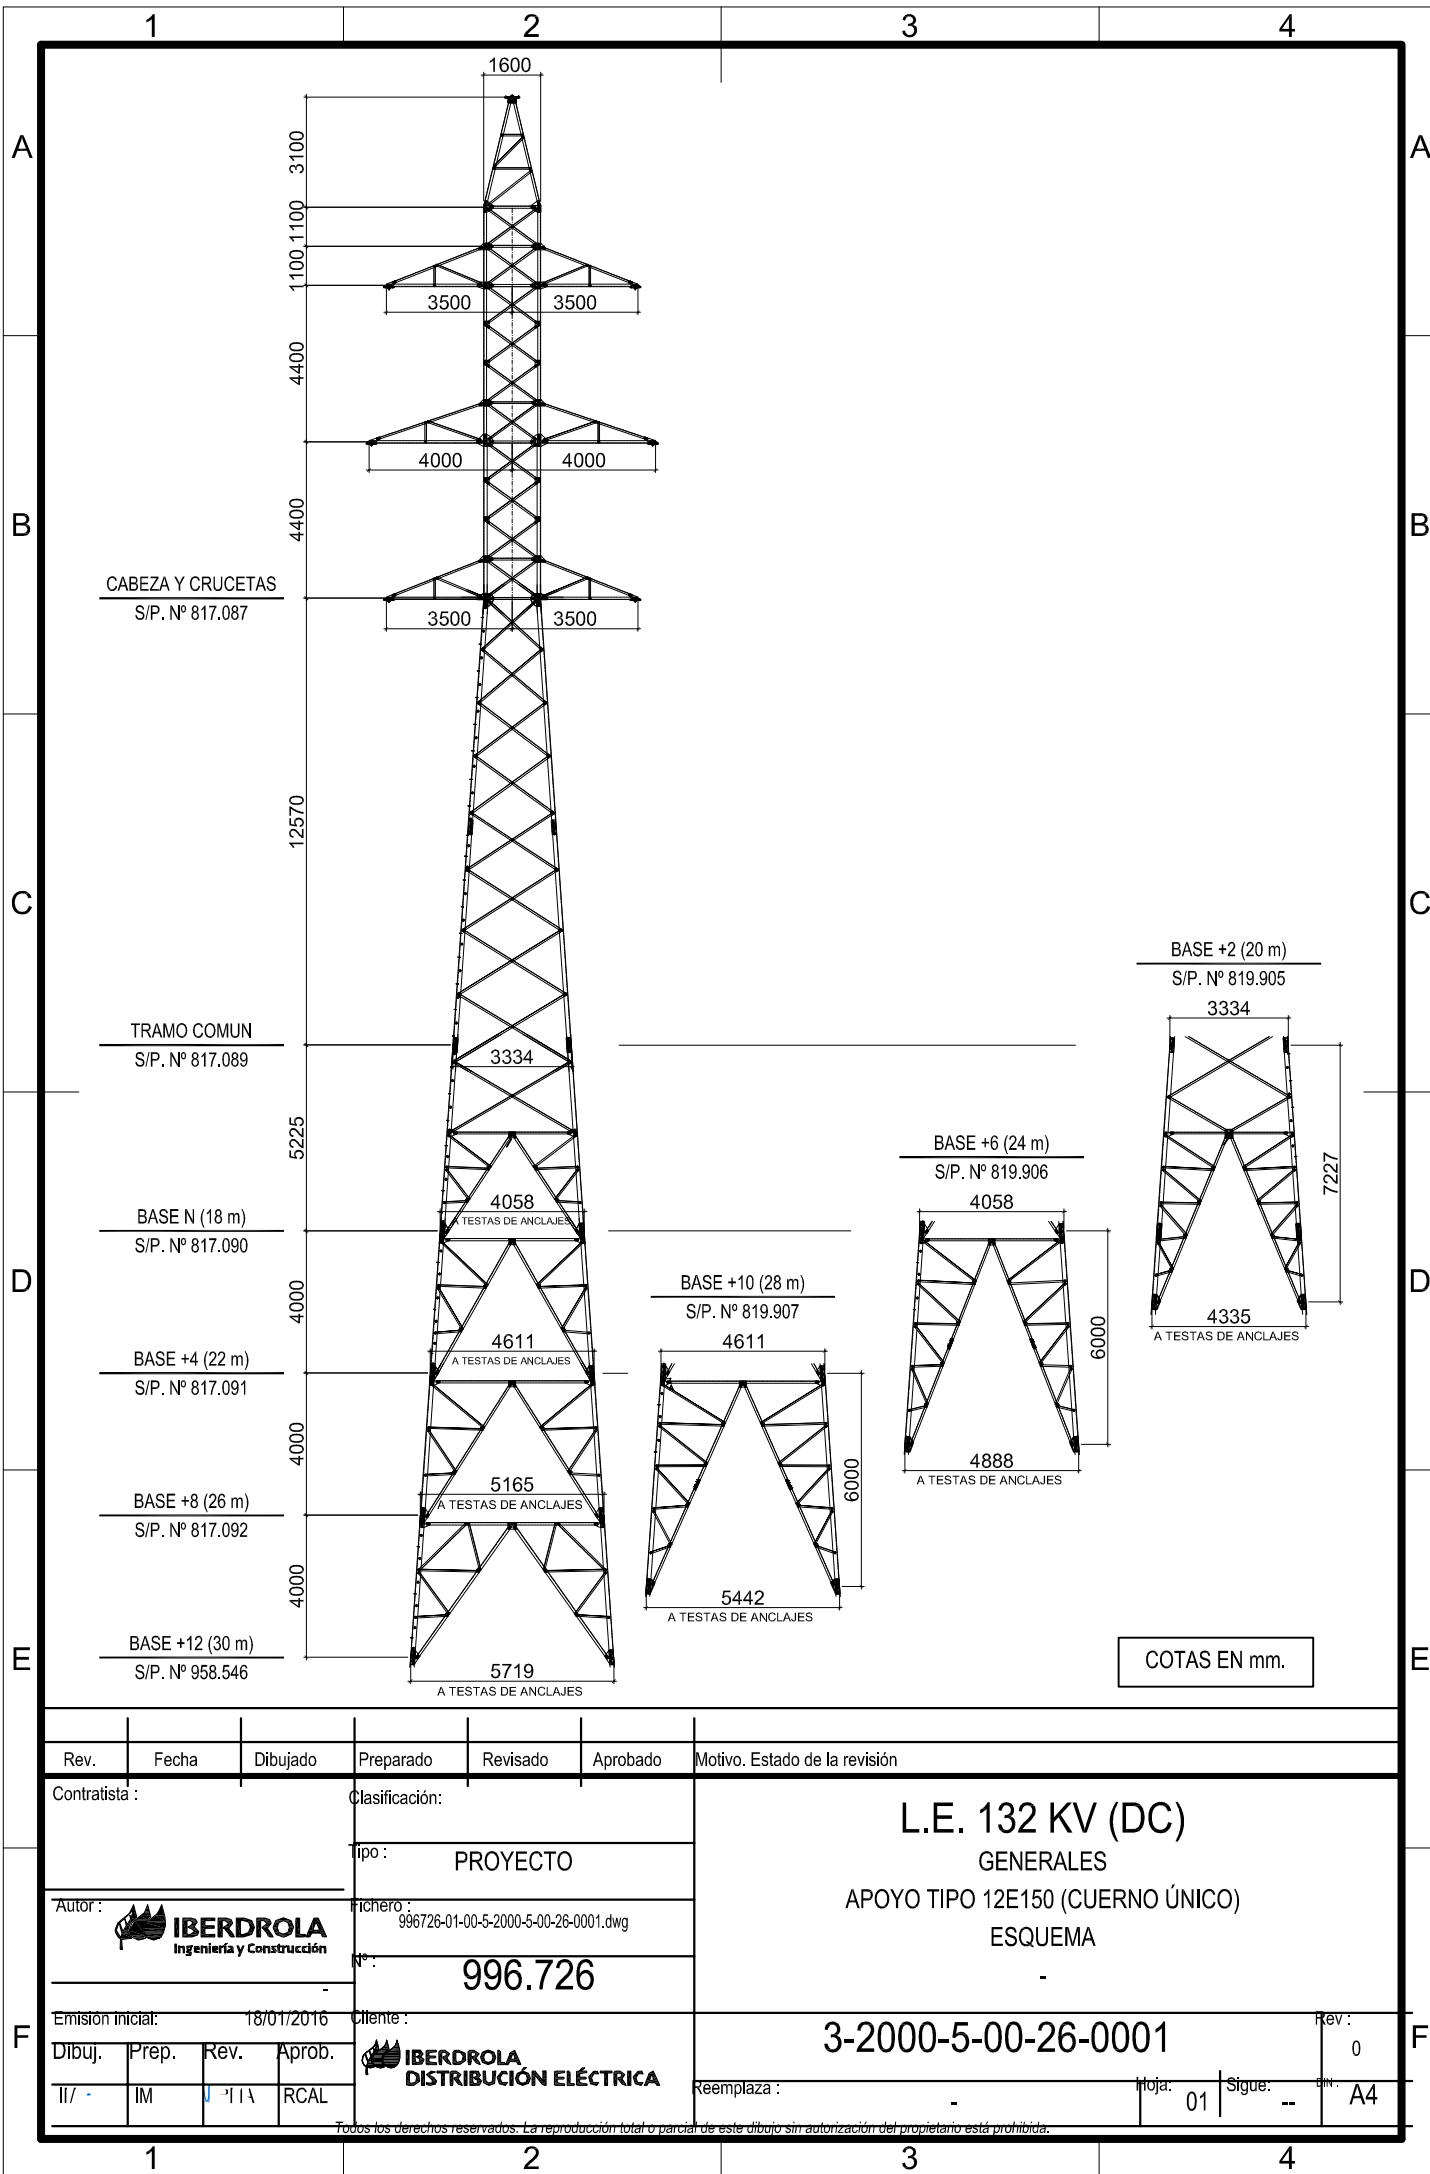 1
2
3
4
A
A
1600
3100
1100
1100
3500
3500
4400
B
B
4000
4000
4400
CABEZA Y CRUCETAS
S/P. Nº 817.087
3500
3500
12570
C
C
BASE +2 (20 m)
S/P. Nº 819.905
3334
TRAMO COMUN
S/P. Nº 817.089
3334
5225
BASE +6 (24 m)
S/P. Nº 819.906
7227
4058
A TESTAS DE ANCLAJES
4058
BASE N (18 m)
S/P. Nº 817.090
D
D
BASE +10 (28 m)
S/P. Nº 819.907
4000
4335
A TESTAS DE ANCLAJES
6000
4611
A TESTAS DE ANCLAJES
4611
BASE +4 (22 m)
S/P. Nº 817.091
4000
4888
A TESTAS DE ANCLAJES
6000
5165
A TESTAS DE ANCLAJES
BASE +8 (26 m)
S/P. Nº 817.092
4000
5442
A TESTAS DE ANCLAJES
E
E
BASE +12 (30 m)
S/P. Nº 958.546
5719
A TESTAS DE ANCLAJES
COTAS EN mm.
Rev.
Fecha
Dibujado
Preparado
Revisado
Aprobado
Motivo. Estado de la revisión
Contratista :
Clasificación:
L.E. 132 KV (DC)
GENERALES
APOYO TIPO 12E150 (CUERNO ÚNICO)
ESQUEMA
-
Tipo :
PROYECTO
Autor :
IBERDROLA
Ingeniería y Construcción
-
Fichero :
996726-01-00-5-2000-5-00-26-0001.dwg
Nº :
996.726
Emisión inicial:
18/01/2016
Cliente :
IBERDROLA
DISTRIBUCIÓN ELÉCTRICA
3-2000-5-00-26-0001
Rev :
0
F
F
Dibuj.
Prep.
Rev.
Aprob.
IM
RCAL
Reemplaza :
-
Hoja:
01
Sigue:
--
DIN :
A4
Todos los derechos reservados. La reproducción total o parcial de este dibujo sin autorización del propietario está prohibida.
1
2
3
4